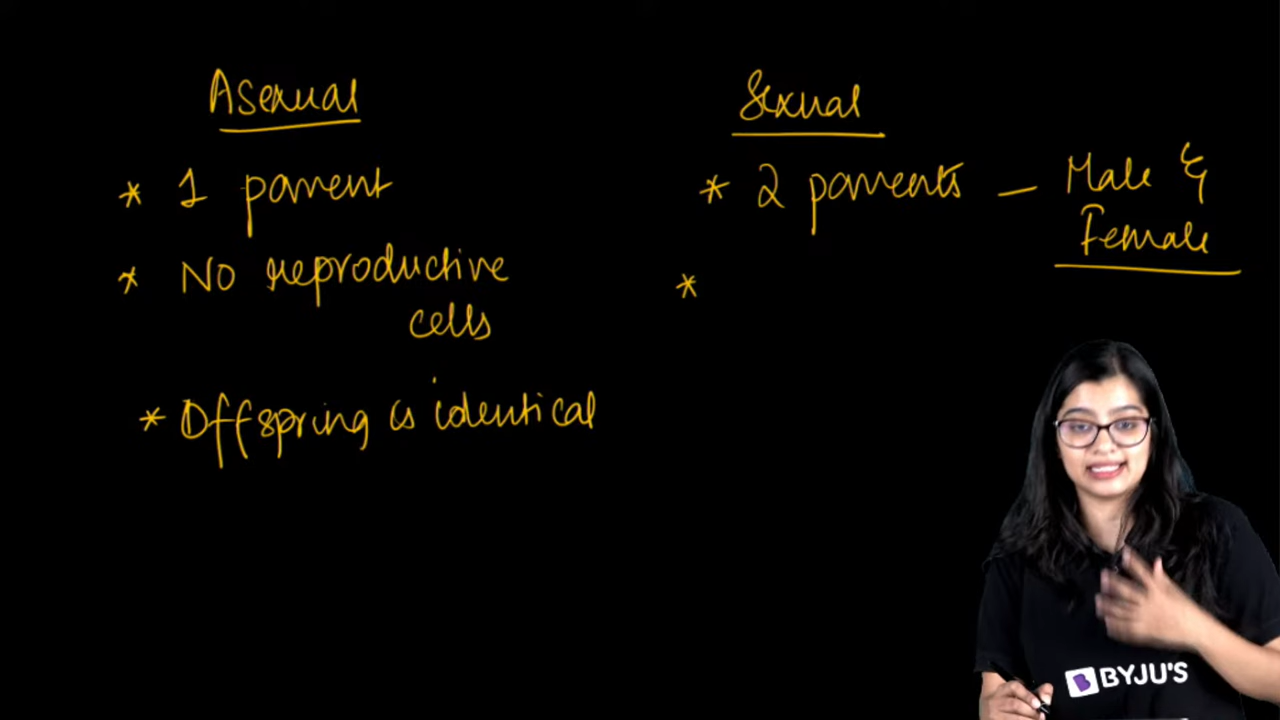 Asexual
* 1 parent
* No reproductive
cells
* Offspring is identical
Sexual
* 2 parents — Male &
Female
*
BYJU'S